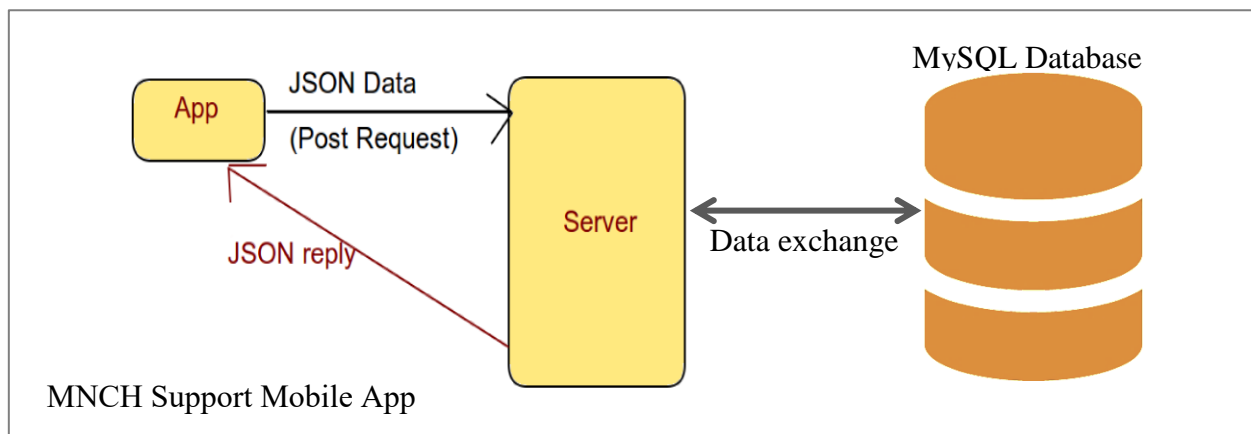 MySQL Database
JSON Data
App
(Post Request)
Server
JSON reply
Data exchange
MNCH Support Mobile App